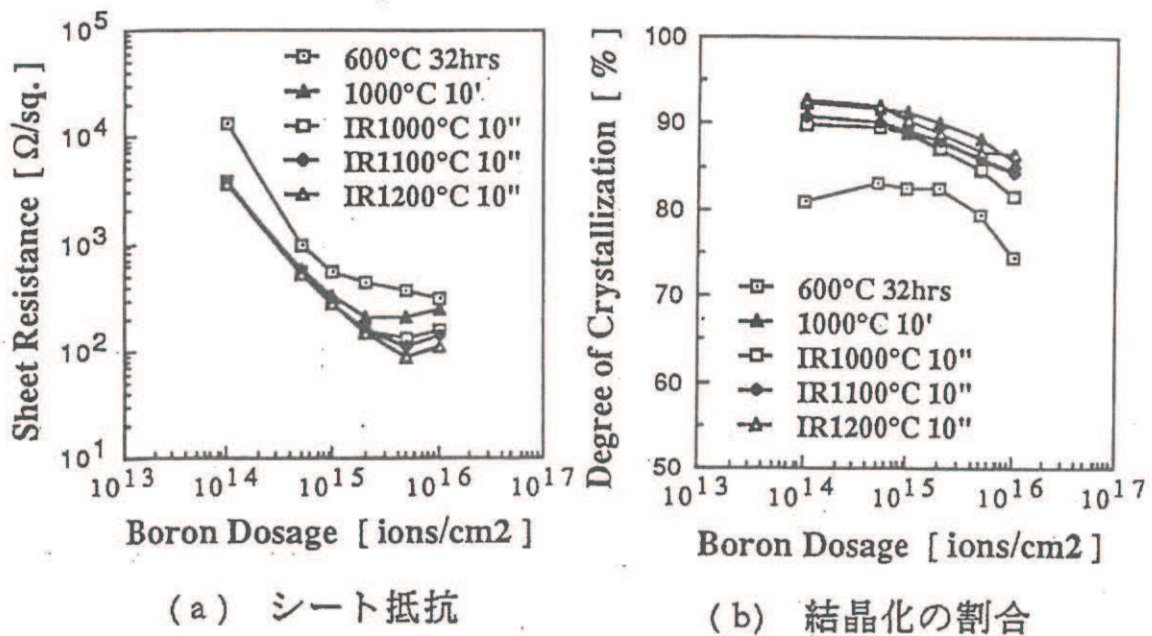 Sheet Resistance [ Ω/sq. ]
10^5
10^4
10^3
10^2
10^1
600°C 32hrs
1000°C 10'
IR1000°C 10"
IR1100°C 10"
IR1200°C 10"
10^13 10^14 10^15 10^16 10^17
Boron Dosage [ ions/cm2 ]
(a) シート抵抗
Degree of Crystallization [ % ]
100
90
80
70
60
50
600°C 32hrs
1000°C 10'
IR1000°C 10"
IR1100°C 10"
IR1200°C 10"
10^13 10^14 10^15 10^16 10^17
Boron Dosage [ ions/cm2 ]
(b) 結晶化の割合